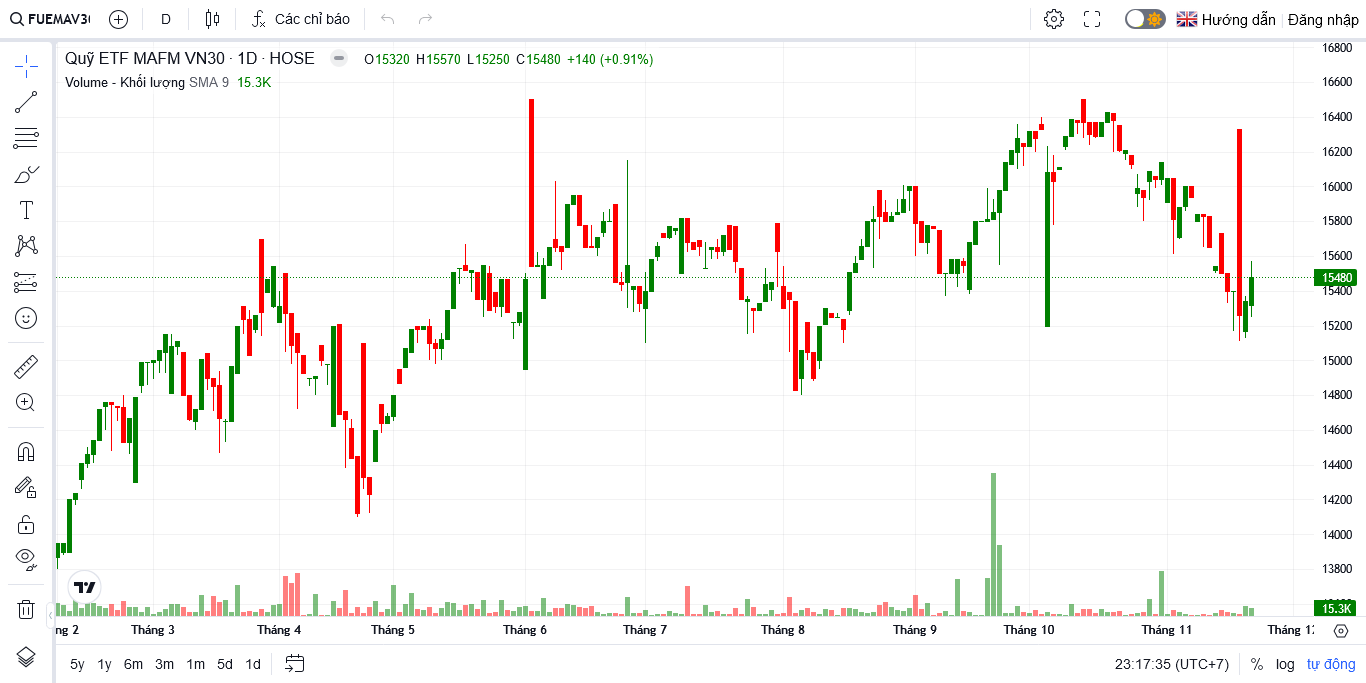 FUEMAV30 D Các chỉ báo Hướng dẫn Đăng nhập
Quỹ ETF MAFM VN30 · 1D · HOSE O15320 H15570 L15250 C15480 +140 (+0.91%)
Volume - Khối lượng SMA 9 15.3K
16800
16600
16400
16200
16000
15800
15600
15480
15400
15200
15000
14800
14600
14400
14200
14000
13800
15.3K
ng 2 Tháng 3 Tháng 4 Tháng 5 Tháng 6 Tháng 7 Tháng 8 Tháng 9 Tháng 10 Tháng 11 Tháng 12
5y 1y 6m 3m 1m 5d 1d 23:17:35 (UTC+7) % log tự động